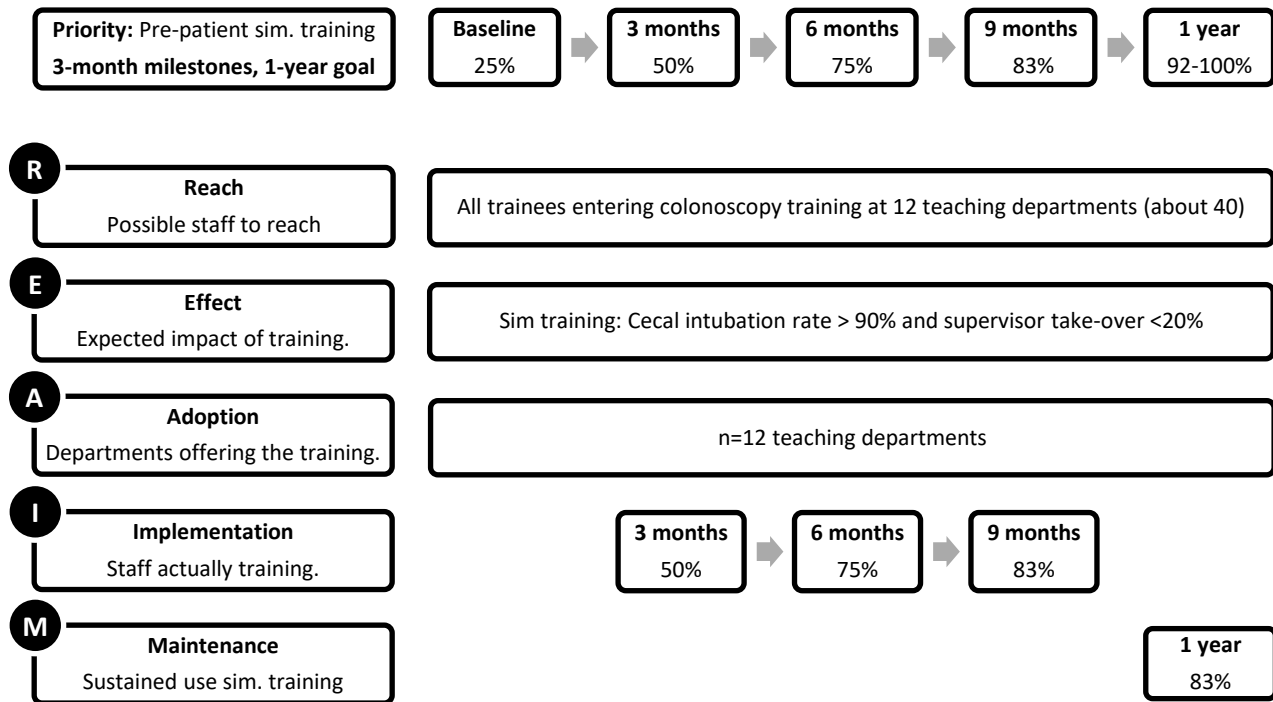 Priority: Pre-patient sim. training
3-month milestones, 1-year goal
Baseline
25%
3 months
50%
6 months
75%
9 months
83%
1 year
92-100%
R
Reach
Possible staff to reach
All trainees entering colonoscopy training at 12 teaching departments (about 40)
E
Effect
Expected impact of training.
Sim training: Cecal intubation rate > 90% and supervisor take-over <20%
A
Adoption
Departments offering the training.
n=12 teaching departments
I
Implementation
Staff actually training.
3 months
50%
6 months
75%
9 months
83%
M
Maintenance
Sustained use sim. training
1 year
83%